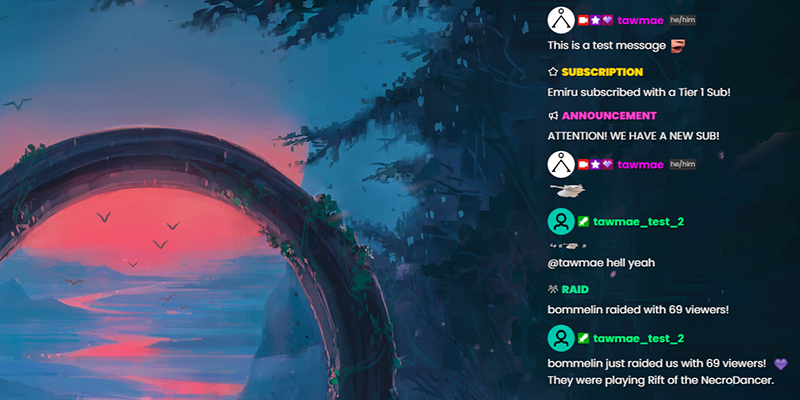 tawmae he/him
This is a test message
SUBSCRIPTION
Emiru subscribed with a Tier 1 Sub!
ANNOUNCEMENT
ATTENTION! WE HAVE A NEW SUB!
tawmae he/him
tawmae_test_2
@tawmae hell yeah
RAID
bommelin raided with 69 viewers!
tawmae_test_2
bommelin just raided us with 69 viewers!
They were playing Rift of the NecroDancer.